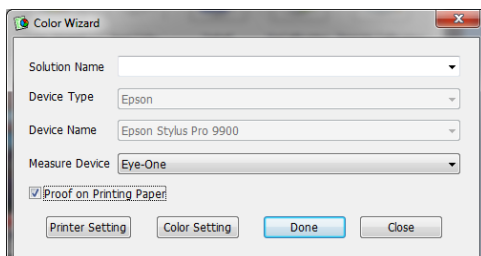 Color Wizard
Solution Name
Device Type Epson
Device Name Epson Stylus Pro 9900
Measure Device Eye-One
Proof on Printing Paper
Printer Setting Color Setting Done Close